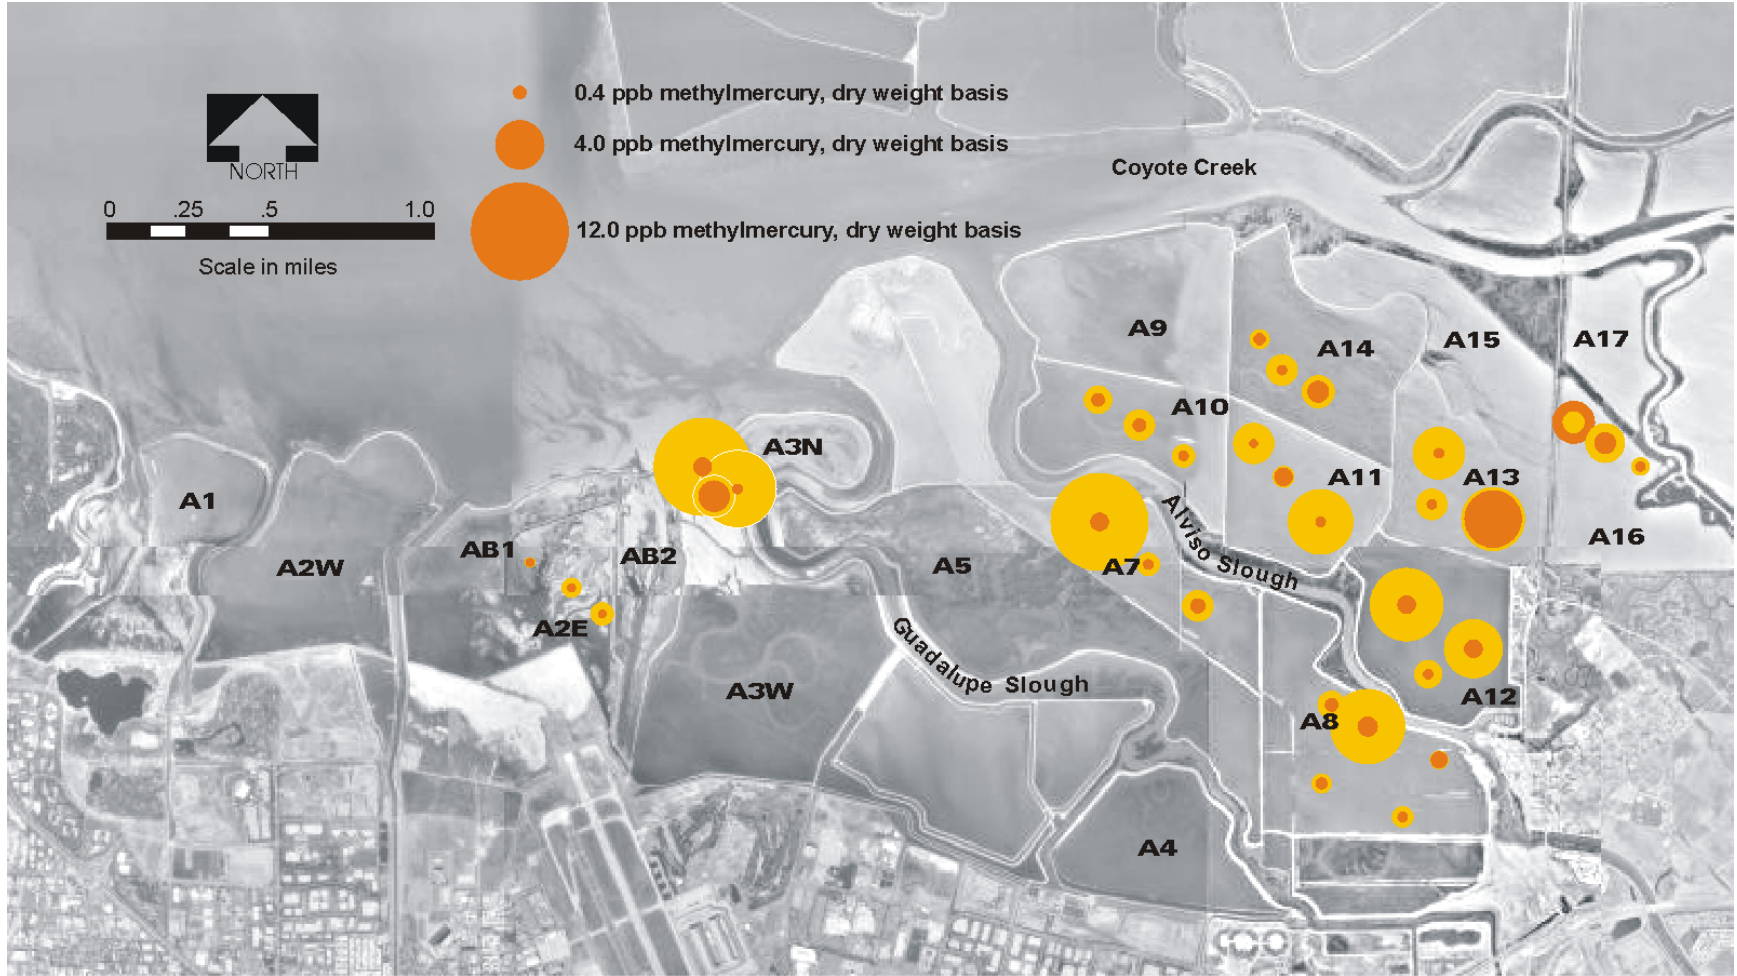 0.4 ppb methylmercury, dry weight basis
4.0 ppb methylmercury, dry weight basis
12.0 ppb methylmercury, dry weight basis
NORTH
0 .25 .5 1.0
Scale in miles
Coyote Creek
A9
A14
A15
A17
A10
A3N
A11
A13
A1
A16
AB1
AB2
A2W
A5
A7
Alviso Slough
A2E
Guadalupe Slough
A3W
A12
A8
A4